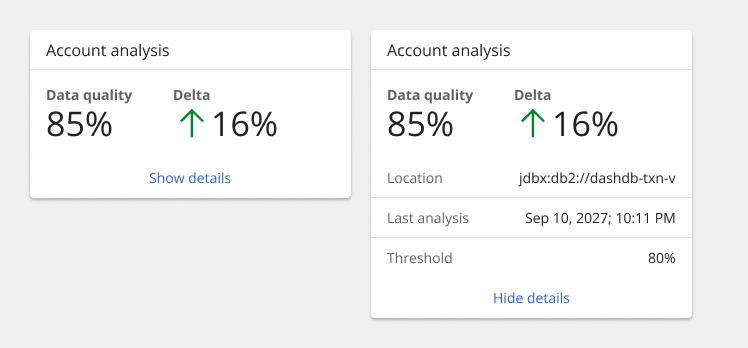 Account analysis
Data quality Delta
85% 16%
Show details
Account analysis
Data quality Delta
85% 16%
Location jdbx:db2://dashdb-txn-v
Last analysis Sep 10, 2027; 10:11 PM
Threshold 80%
Hide details